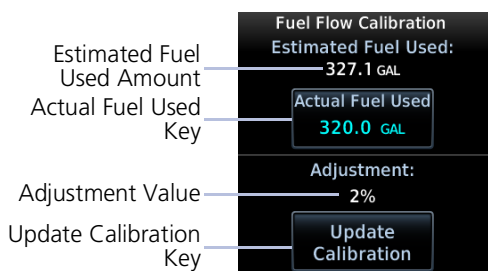 Fuel Flow Calibration
Estimated Fuel Used:
327.1 GAL
Actual Fuel Used
320.0 GAL
Adjustment:
2%
Update
Calibration
Estimated Fuel
Used Amount
Actual Fuel Used
Key
Adjustment Value
Update Calibration
Key